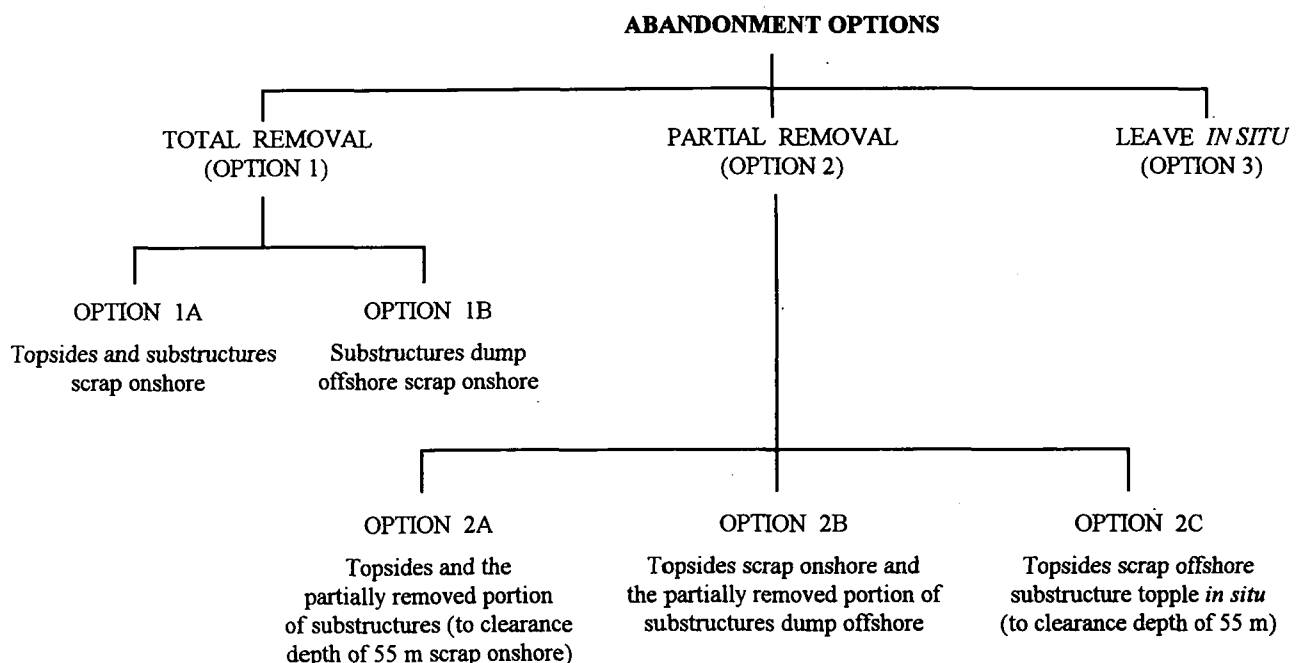 ABANDONMENT OPTIONS
TOTAL REMOVAL
(OPTION 1)
PARTIAL REMOVAL
(OPTION 2)
LEAVE IN SITU
(OPTION 3)
OPTION 1A
Topsides and substructures
scrap onshore
OPTION 1B
Substructures dump
offshore scrap onshore
OPTION 2A
Topsides and the
partially removed portion
of substructures (to clearance
depth of 55 m scrap onshore)
OPTION 2B
Topsides scrap onshore and
the partially removed portion of
substructures dump offshore
OPTION 2C
Topsides scrap offshore
substructure topple in situ
(to clearance depth of 55 m)